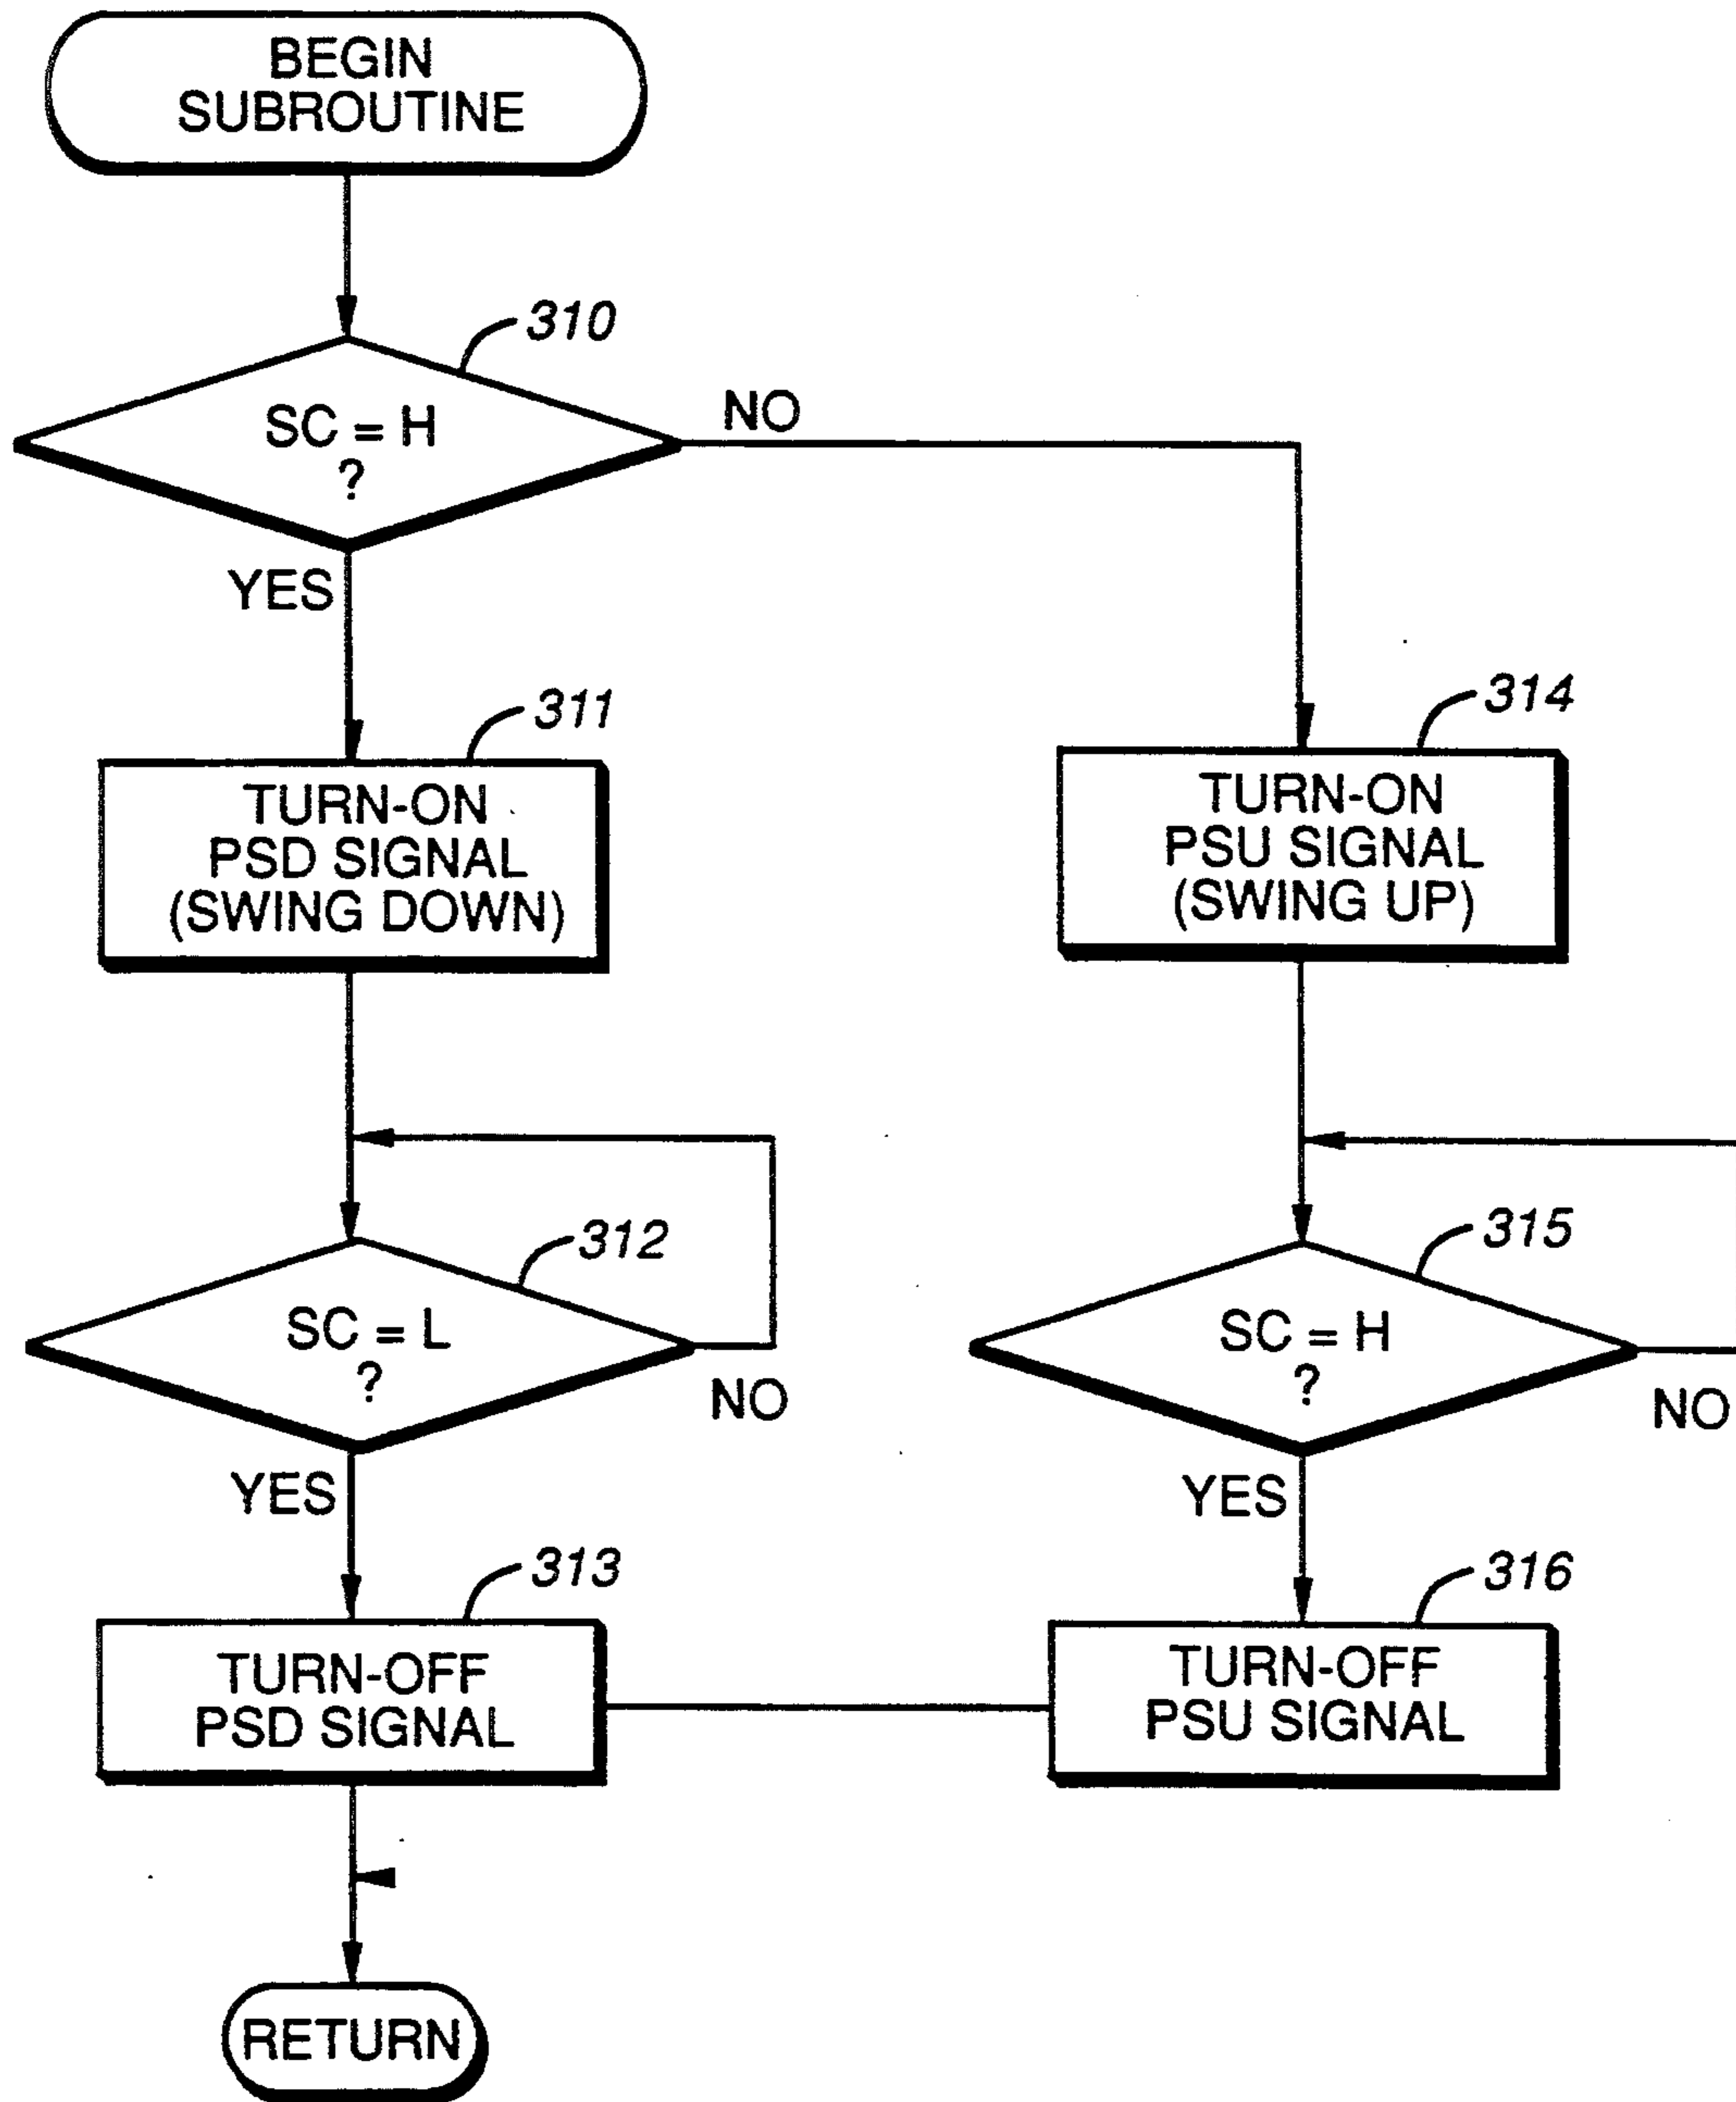 BEGIN
SUBROUTINE
310
SC = H
?
NO
YES
311
TURN-ON
PSD SIGNAL
(SWING DOWN)
314
TURN-ON
PSU SIGNAL
(SWING UP)
312
SC = L
?
NO
YES
315
SC = H
?
NO
YES
313
TURN-OFF
PSD SIGNAL
316
TURN-OFF
PSU SIGNAL
RETURN